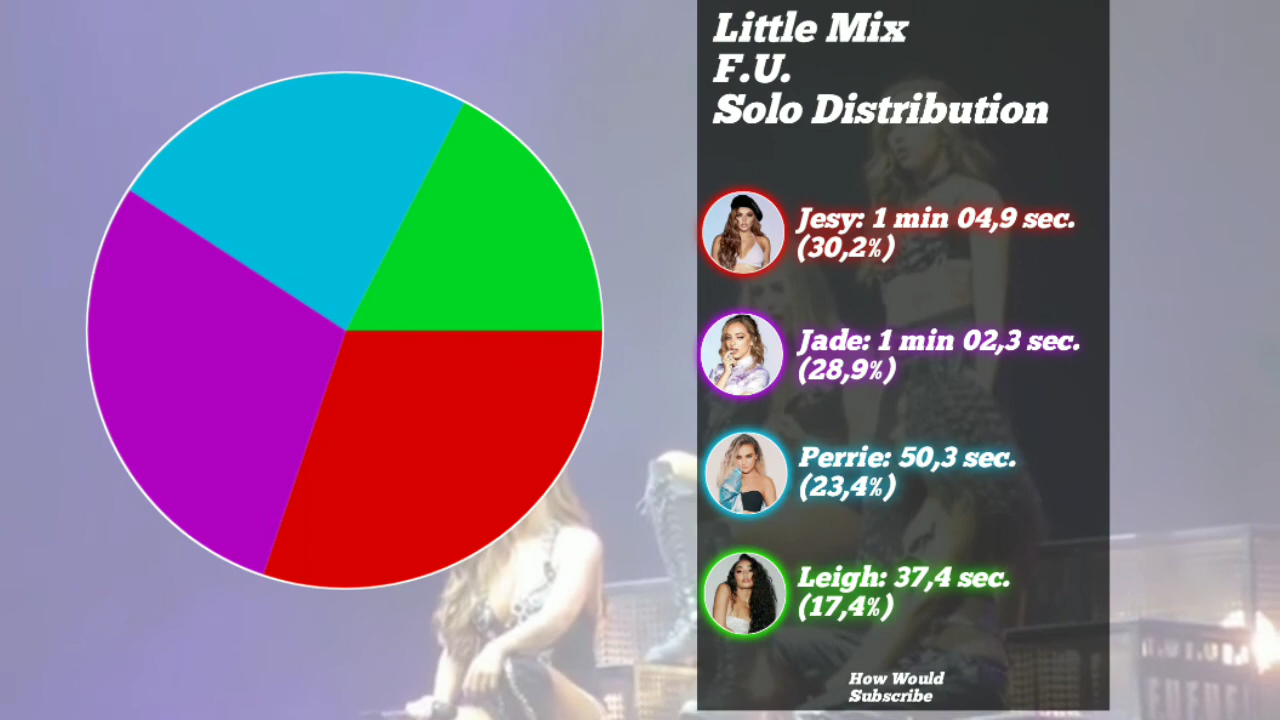 Little Mix
F.U.
Solo Distribution
Jesy: 1 min 04,9 sec.
(30,2%)
Jade: 1 min 02,3 sec.
(28,9%)
Perrie: 50,3 sec.
(23,4%)
Leigh: 37,4 sec.
(17,4%)
How Would
Subscribe